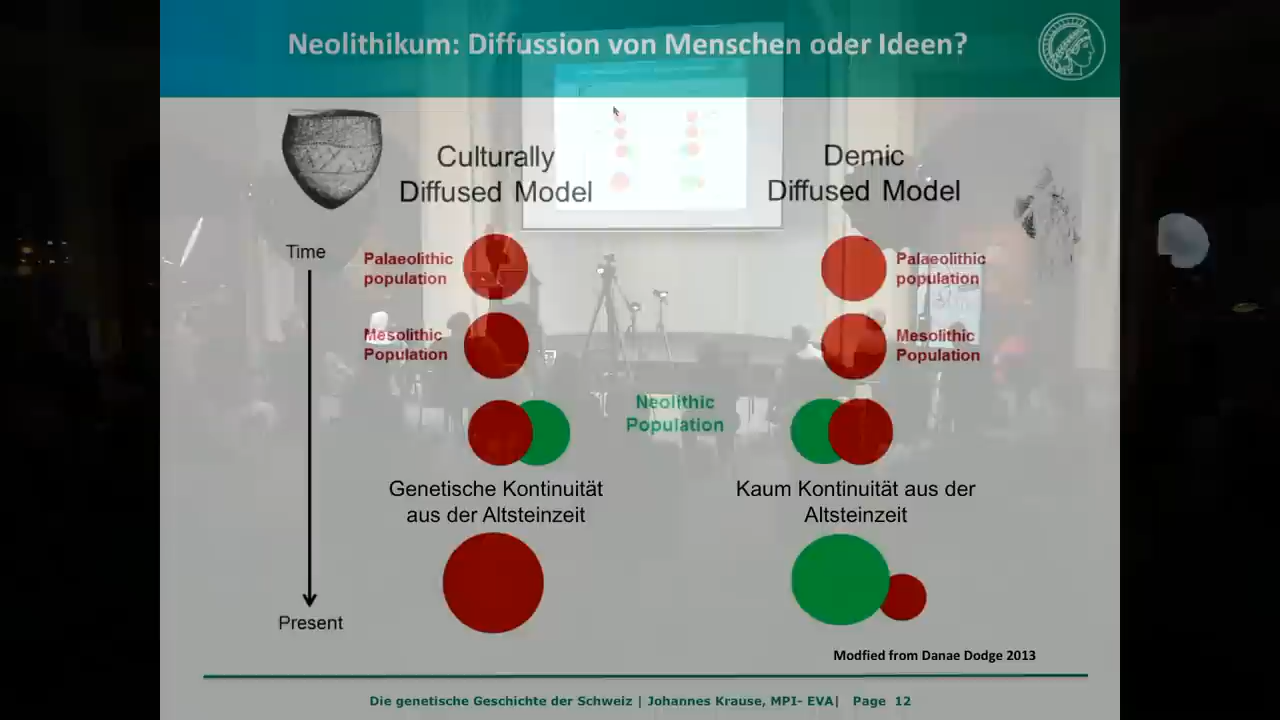 Neolithikum: Diffussion von Menschen oder Ideen?
Culturally
Diffused Model
Demic
Diffused Model
Time
Palaeolithic
population
Palaeolithic
population
Mesolithic
Population
Mesolithic
Population
Neolithic
Population
Genetische Kontinuität
aus der Altsteinzeit
Kaum Kontinuität aus der
Altsteinzeit
Present
Modfied from Danae Dodge 2013
Die genetische Geschichte der Schweiz | Johannes Krause, MPI- EVA| Page 12